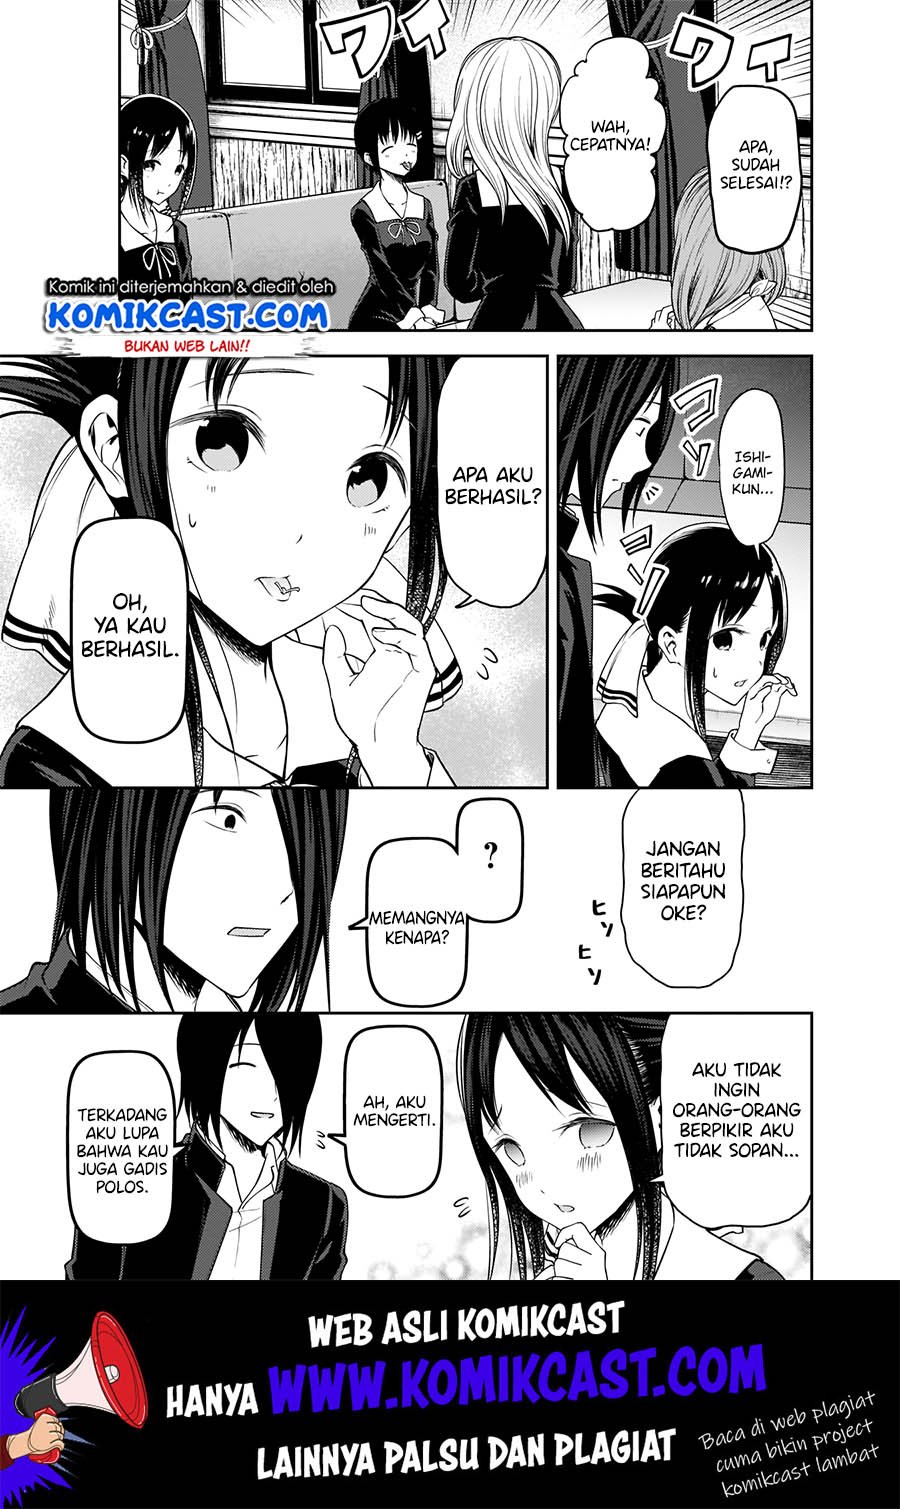 ワイ
ワイ
APA,
SUDAH
SELESAI!?
WAH,
CEPATNYA!
Komik ini diterjemahkan & diedit oleh
KOMIKCAST.COM
BUKAN WEB LAIN!!
ISHI-
GAMI-
KUN...
コソ
APA AKU
BERHASIL?
OH,
YA KAU
BERHASIL.
JANGAN
BERITAHU
SIAPAPUN
OKE?
ヒソ
ヒソ
?
MEMANGNYA
KENAPA?
AKU TIDAK
INGIN
ORANG-ORANG
BERPIKIR AKU
TIDAK SOPAN...
AH, AKU
MENGERTI.
TERKADANG
AKU LUPA
BAHWA KAU
JUGA GADIS
POLOS.
WEB ASLI KOMIKCAST
HANYA WWW.KOMIKCAST.COM
LAINNYA PALSU DAN PLAGIAT
Baca di web plagiat
cuma bikin project
komikcast lambat